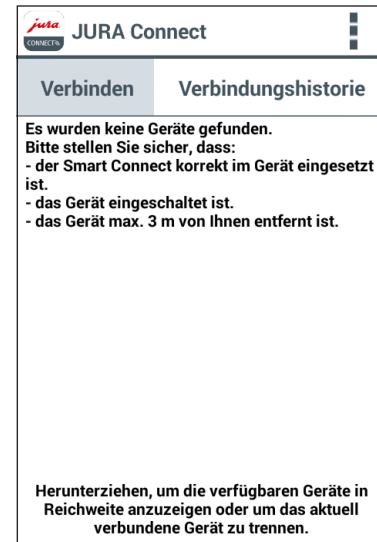 jura
CONNECT
JURA Connect
Verbinden
Verbindungshistorie
Es wurden keine Geräte gefunden.
Bitte stellen Sie sicher, dass:
- der Smart Connect korrekt im Gerät eingesetzt
ist.
- das Gerät eingeschaltet ist.
- das Gerät max. 3 m von Ihnen entfernt ist.
Herunterziehen, um die verfügbaren Geräte in
Reichweite anzuzeigen oder um das aktuell
verbundene Gerät zu trennen.